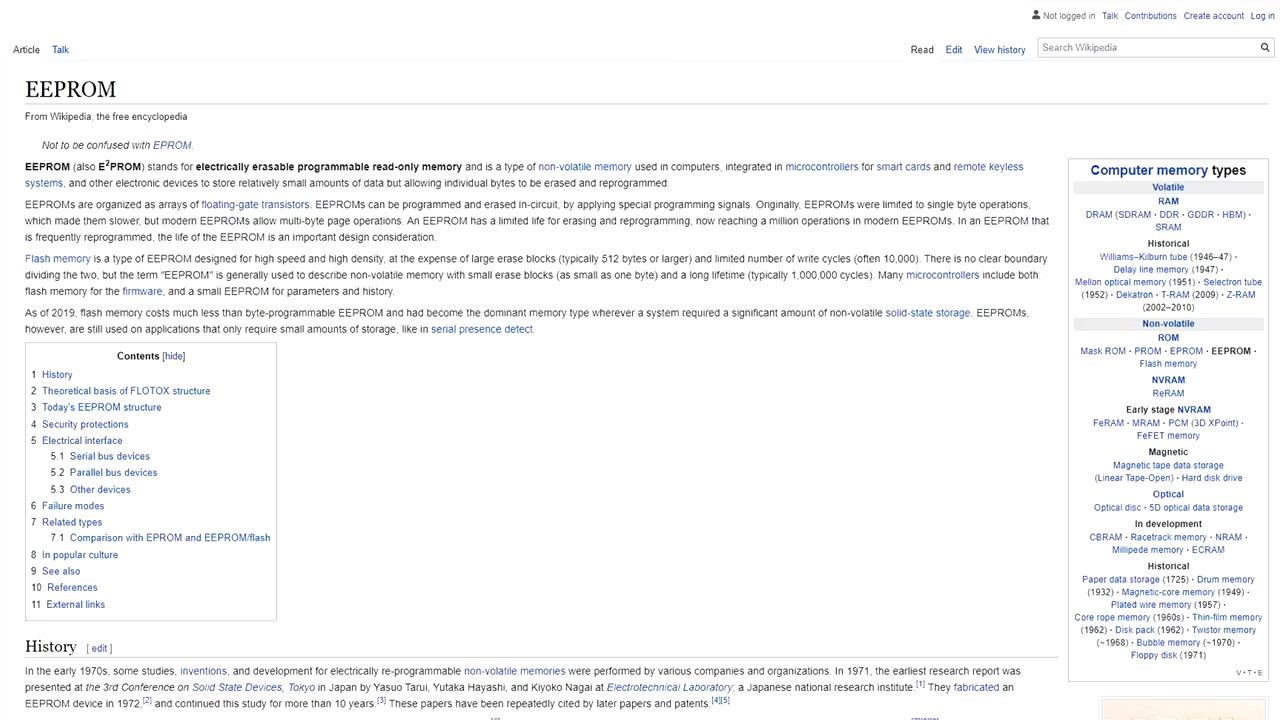 Not logged in Talk Contributions Create account Log in
Article Talk
Read Edit View history Search Wikipedia
EEPROM
From Wikipedia, the free encyclopedia
Not to be confused with EPROM.
EEPROM (also E²PROM) stands for electrically erasable programmable read-only memory and is a type of non-volatile memory used in computers, integrated in microcontrollers for smart cards and remote keyless
systems, and other electronic devices to store relatively small amounts of data but allowing individual bytes to be erased and reprogrammed.
EEPROMs are organized as arrays of floating-gate transistors. EEPROMs can be programmed and erased in-circuit, by applying special programming signals. Originally, EEPROMs were limited to single byte operations,
which made them slower, but modern EEPROMs allow multi-byte page operations. An EEPROM has a limited life for erasing and reprogramming, now reaching a million operations in modern EEPROMs. In an EEPROM that
is frequently reprogrammed, the life of the EEPROM is an important design consideration.
Flash memory is a type of EEPROM designed for high speed and high density, at the expense of large erase blocks (typically 512 bytes or larger) and limited number of write cycles (often 10,000). There is no clear boundary
dividing the two, but the term "EEPROM" is generally used to describe non-volatile memory with small erase blocks (as small as one byte) and a long lifetime (typically 1,000,000 cycles). Many microcontrollers include both:
flash memory for the firmware, and a small EEPROM for parameters and history.
As of 2019, flash memory costs much less than byte-programmable EEPROM and had become the dominant memory type wherever a system required a significant amount of non-volatile solid-state storage. EEPROMs,
however, are still used on applications that only require small amounts of storage, like in serial presence detect.
Contents [hide]
1 History
2 Theoretical basis of FLOTOX structure
3 Today's EEPROM structure
4 Security protections
5 Electrical interface
5.1 Serial bus devices
5.2 Parallel bus devices
5.3 Other devices
6 Failure modes
7 Related types
7.1 Comparison with EPROM and EEPROM/flash
8 In popular culture
9 See also
10 References
11 External links
History [ edit ]
In the early 1970s, some studies, inventions, and development for electrically re-programmable non-volatile memories were performed by various companies and organizations. In 1971, the earliest research report was
presented at the 3rd Conference on Solid State Devices, Tokyo in Japan by Yasuo Tarui, Yutaka Hayashi, and Kiyoko Nagai at Electrotechnical Laboratory; a Japanese national research institute.[1] They fabricated an
EEPROM device in 1972,[2] and continued this study for more than 10 years.[3] These papers have been repeatedly cited by later papers and patents.[4][5]
Computer memory types
Volatile
RAM
DRAM (SDRAM · DDR · GDDR · HBM) ·
SRAM
Historical
Williams–Kilburn tube (1946–47) ·
Delay line memory (1947) ·
Mellon optical memory (1951) · Selectron tube
(1952) · Dekatron · T-RAM (2009) · Z-RAM
(2002–2010)
Non-volatile
ROM
Mask ROM · PROM · EPROM · EEPROM ·
Flash memory
NVRAM
ReRAM
Early stage NVRAM
FeRAM · MRAM · PCM (3D XPoint) ·
FeFET memory
Magnetic
Magnetic tape data storage
(Linear Tape-Open) · Hard disk drive
Optical
Optical disc · 5D optical data storage
In development
CBRAM · Racetrack memory · NRAM ·
Millipede memory · ECRAM
Historical
Paper data storage (1725) · Drum memory
(1932) · Magnetic-core memory (1949) ·
Plated wire memory (1957) ·
Core rope memory (1960s) · Thin-film memory
(1962) · Disk pack (1962) · Twistor memory
(~1968) · Bubble memory (~1970) ·
Floppy disk (1971)
V · T · E